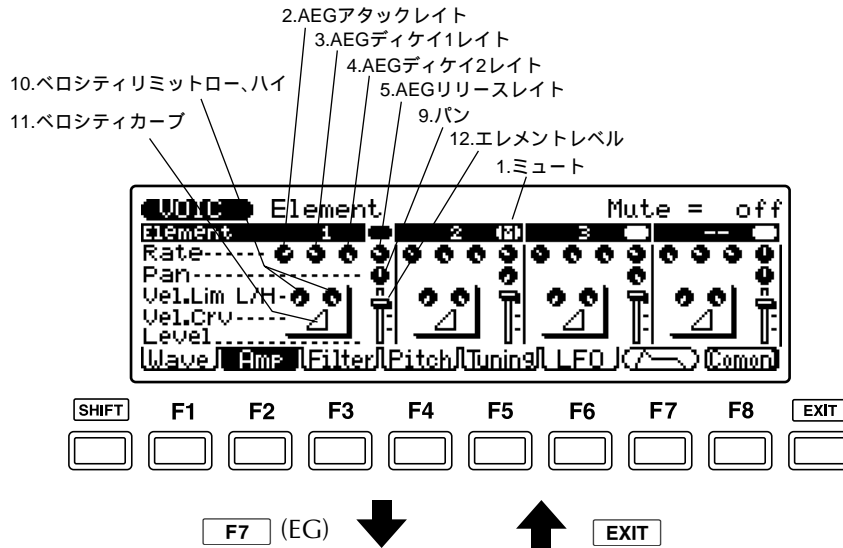 2.AEGアタックレイト
3.AEGディケイ1レイト
4.AEGディケイ2レイト
5.AEGリリースレイト
10.ベロシティリミットロー、ハイ
9.パン
11.ベロシティカーブ
12.エレメントレベル
1.ミュート
VOICE Element Mute = off
Element 1 2 (M) 3 --
Rate
Pan
Vel.Lim L/H
Vel.Crv
Level
Wave Amp Filter Pitch Tuning LFO Comon
SHIFT F1 F2 F3 F4 F5 F6 F7 F8 EXIT
F7 (EG) EXIT